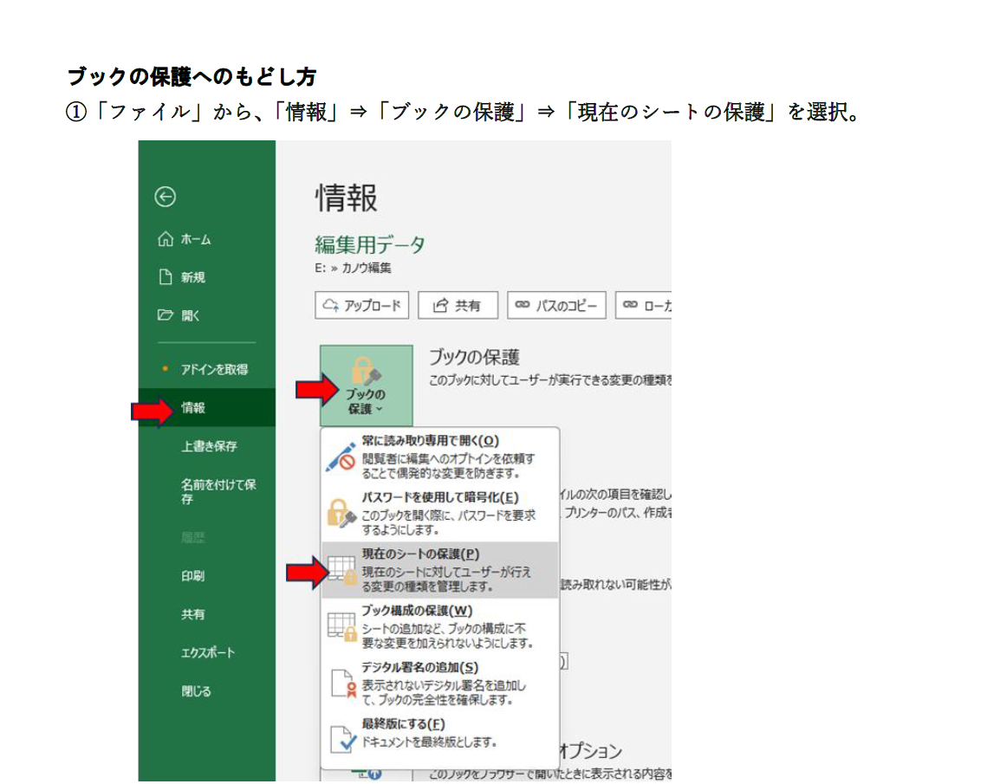 ブックの保護へのもどし方
①「ファイル」から、「情報」⇒「ブックの保護」⇒「現在のシートの保護」を選択。
情報
ホーム
編集用データ
E: » カノウ編集
新規
アップロード
共有
パスのコピー
ローカ
開く
ブックの保護
このブックに対してユーザーが実行できる変更の種類を
アドインを取得
ブックの
保護
情報
上書き保存
名前を付けて保
存
履歴
印刷
共有
エクスポート
閉じる
常に読み取り専用で開く(O)
閲覧者に編集へのオプトインを依頼す
ることで偶発的な変更を防ぎます。
パスワードを使用して暗号化(E)
このブックを開く際に、パスワードを要求
するようにします。
現在のシートの保護(P)
現在のシートに対してユーザーが行え
る変更の種類を管理します。
ブック構成の保護(W)
シートの追加など、ブックの構成に不
要な変更を加えられないようにします。
デジタル署名の追加(S)
表示されないデジタル署名を追加し
て、ブックの完全性を確保します。
最終版にする(F)
ドキュメントを最終版とします。
イルの次の項目を確認し
プリンターのパス、作成者
読み取れない可能性が
オプション
このブックをブラウザーで開いたときに表示される内容を